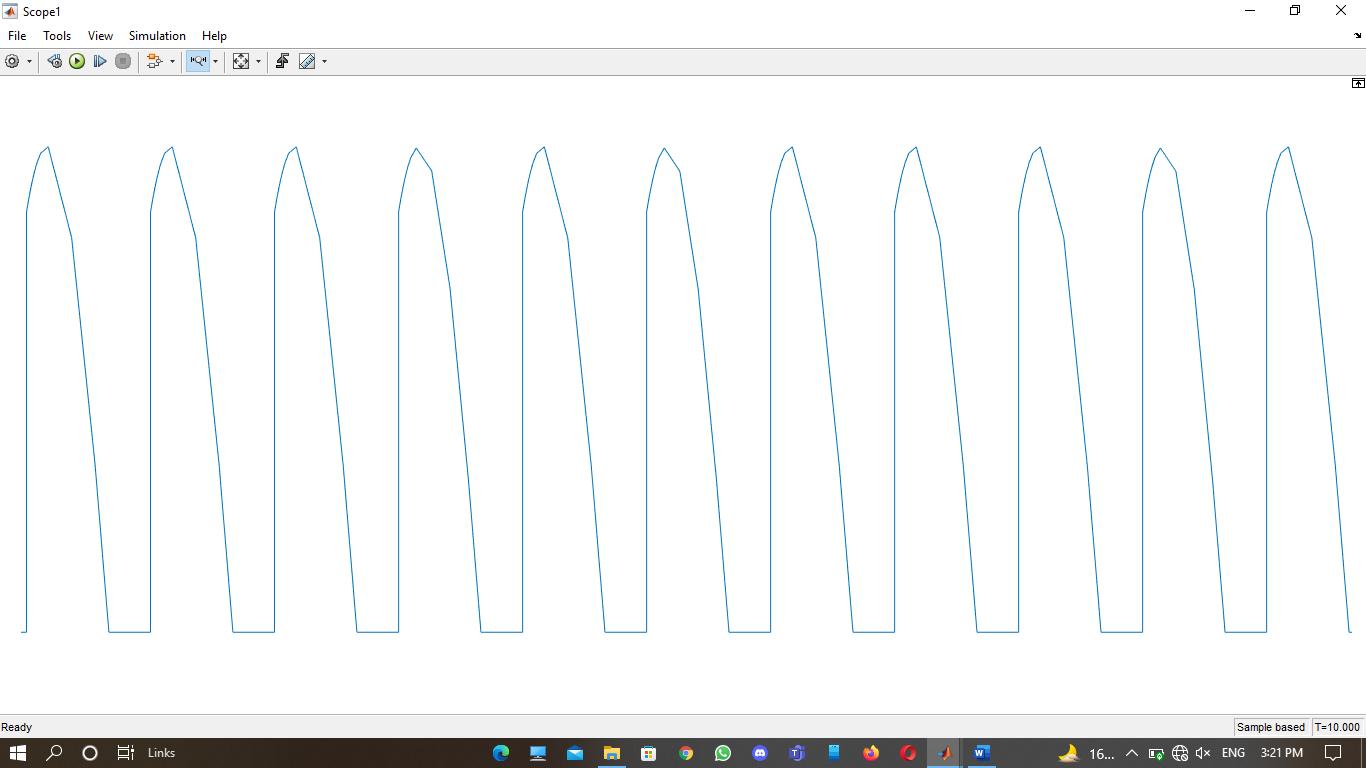 Scope1
File Tools View Simulation Help
Ready
Sample based T=10.000
Links
16... ENG 3:21 PM